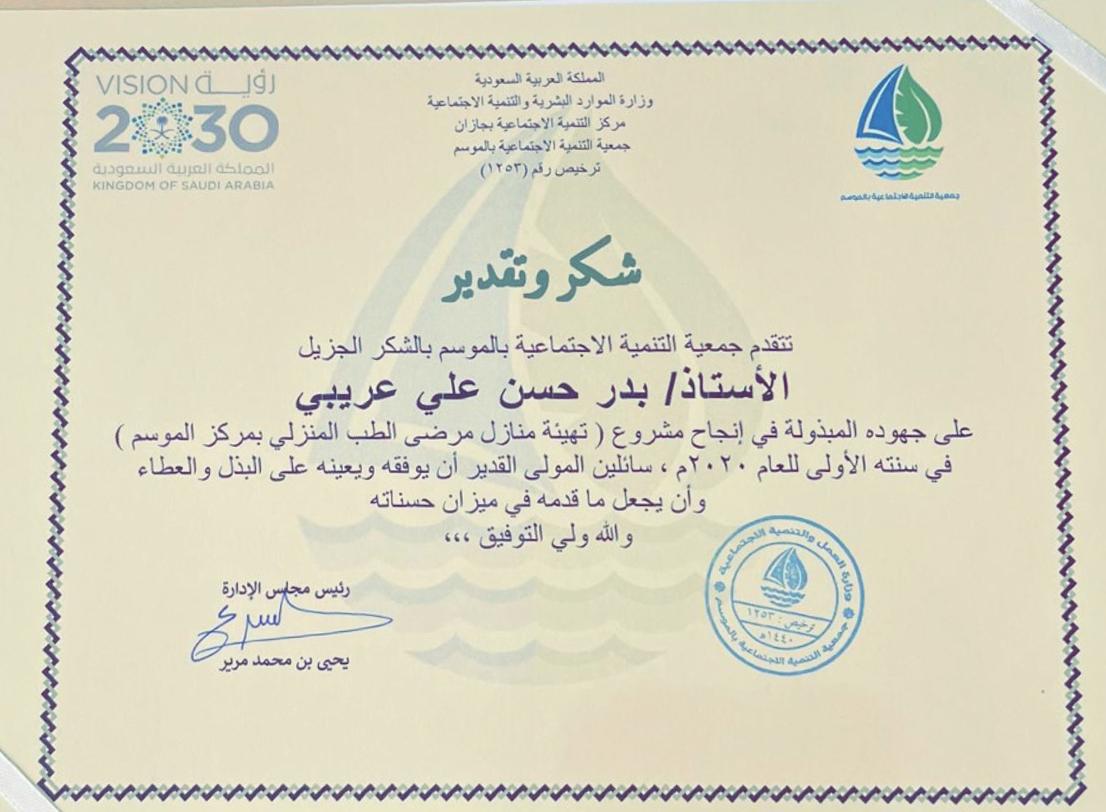 VISION رؤيـــة
2030
المملكة العربية السعودية
KINGDOM OF SAUDI ARABIA
المملكة العربية السعودية
وزارة الموارد البشرية والتنمية الاجتماعية
مركز التنمية الاجتماعية بجازان
جمعية التنمية الاجتماعية بالموسم
ترخيص رقم (١٢٥٣)
جمعية التنمية الاجتماعية بالموسم
شكر وتقدير
تتقدم جمعية التنمية الاجتماعية بالموسم بالشكر الجزيل
الأستاذ/ بدر حسن علي عريبي
على جهوده المبذولة في إنجاح مشروع ( تهيئة منازل مرضى الطب المنزلي بمركز الموسم )
في سنته الأولى للعام ٢٠٢٠م ، سائلين المولى القدير أن يوفقه ويعينه على البذل والعطاء
وأن يجعل ما قدمه في ميزان حسناته
والله ولي التوفيق ،،،
رئيس مجلس الإدارة
يحيى بن محمد مرير
وزارة العمل والتنمية الاجتماعية
ترخيص : ١٢٥٣
١٤٤٠هـ
جمعية التنمية الاجتماعية بالموسم